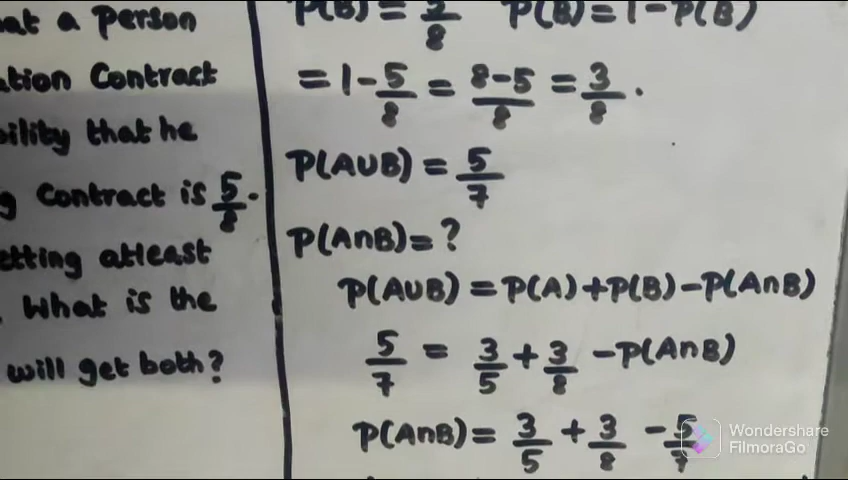 at a Person
ation Contract
bility that he
g Contract is 5/8.
etting atleast
. What is the
will get both?
P(B) = 5/8 P(B) = 1 - P(B)
= 1 - 5/8 = 8-5/8 = 3/8.
P(A∪B) = 5/7
P(A∩B) = ?
P(A∪B) = P(A) + P(B) - P(A∩B)
5/7 = 3/5 + 3/8 - P(A∩B)
P(A∩B) = 3/5 + 3/8 - 5/7
Wondershare
FilmoraGo